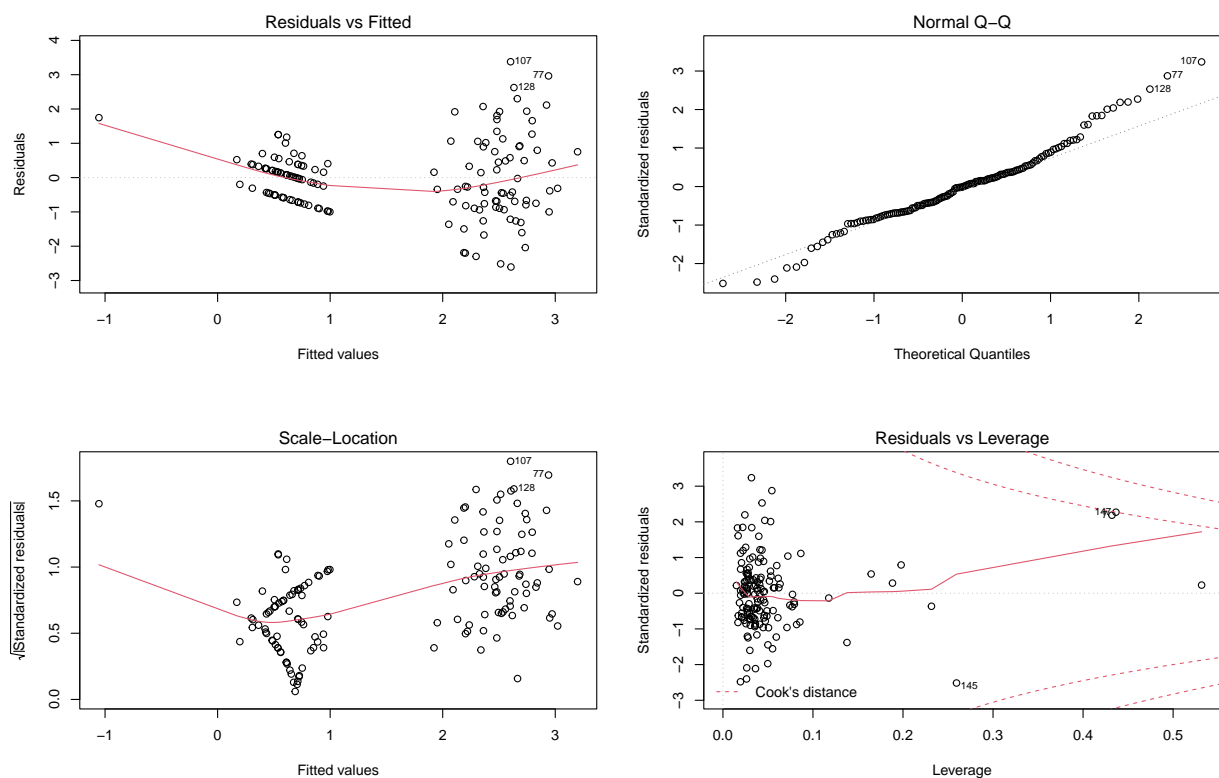 Residuals vs Fitted
Residuals
−3 −2 −1 0 1 2 3 4
107
77
128
−1 0 1 2 3
Fitted values
Normal Q−Q
Standardized residuals
−2 −1 0 1 2 3
107
77
128
−2 −1 0 1 2
Theoretical Quantiles
Scale−Location
√|Standardized residuals|
0.0 0.5 1.0 1.5
107
77
128
−1 0 1 2 3
Fitted values
Residuals vs Leverage
Standardized residuals
−3 −2 −1 0 1 2 3
147
145
Cook's distance
0.0 0.1 0.2 0.3 0.4 0.5
Leverage